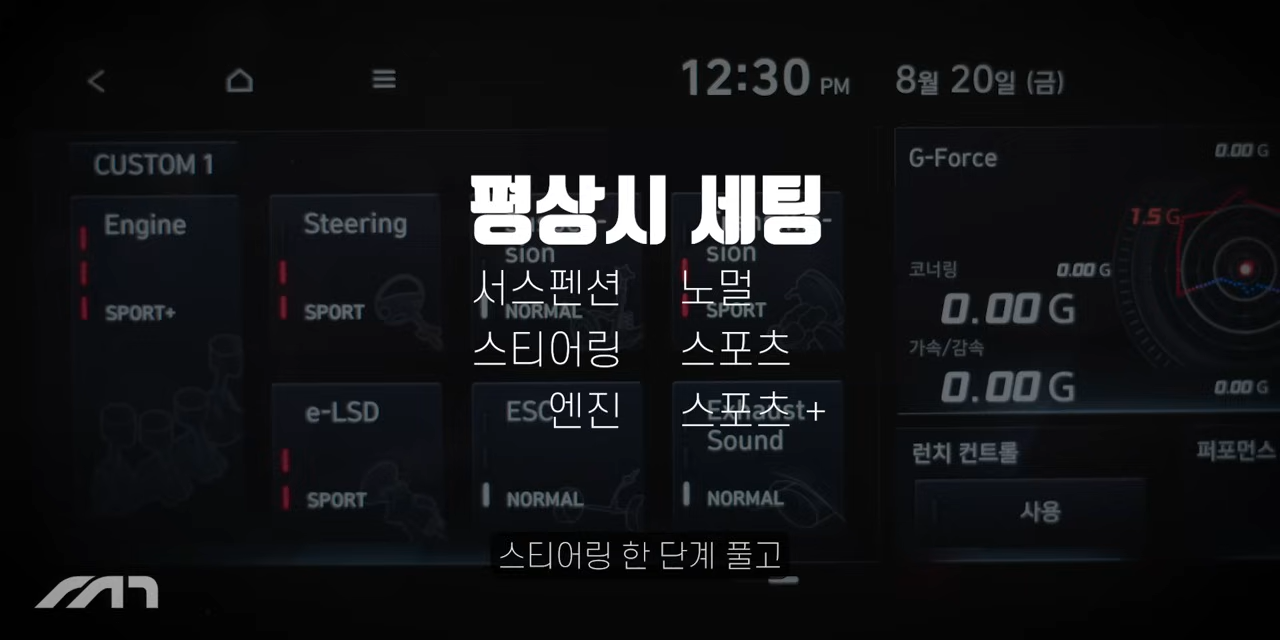 12:30 PM 8월 20일 (금)
CUSTOM 1
G-Force
0.00 G
평상시 세팅
Engine
SPORT+
Steering
SPORT
sion
NORMAL
sion
SPORT
1.5 G
서스펜션 노멀
스티어링 스포츠
엔진 스포츠 +
코너링
0.00 G
0.00 G
가속/감속
0.00 G
0.00 G
e-LSD
SPORT
ESC
NORMAL
Exhaust
Sound
NORMAL
런치 컨트롤
퍼포먼스
사용
스티어링 한 단계 풀고